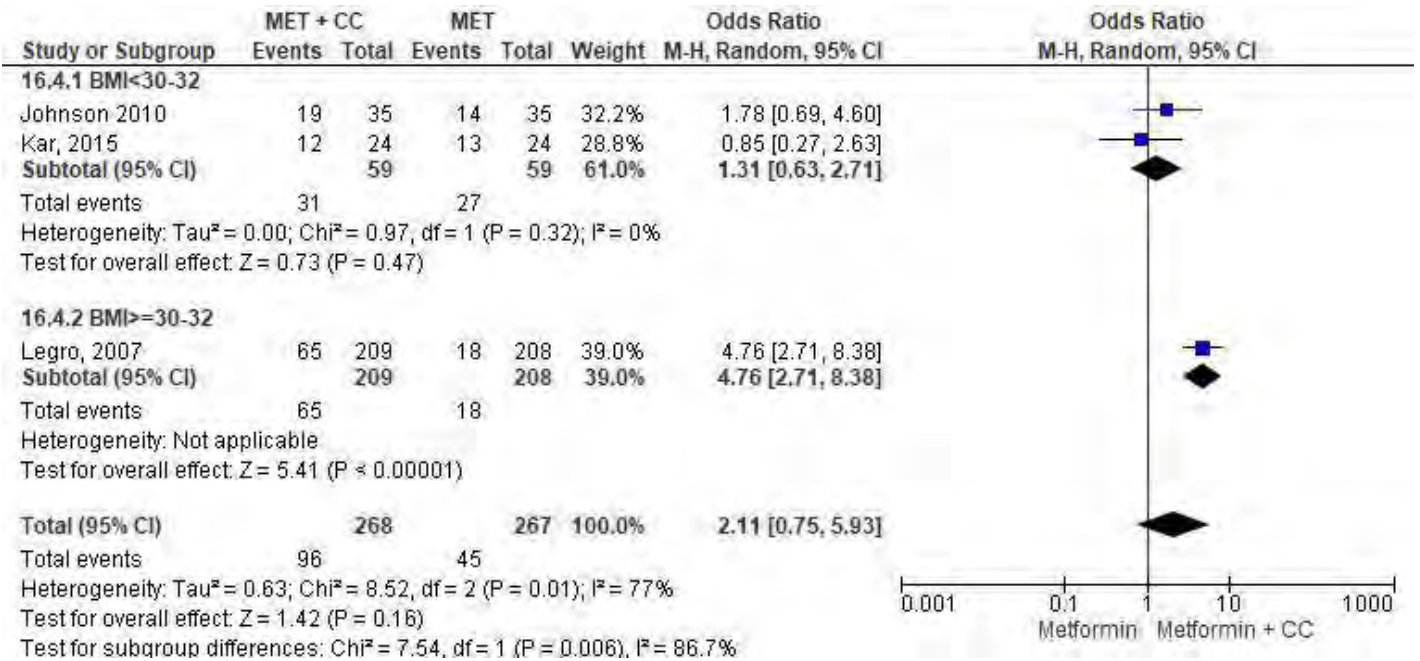 MET + CC MET Odds Ratio Odds Ratio
Study or Subgroup Events Total Events Total Weight M-H, Random, 95% CI M-H, Random, 95% CI
16.4.1 BMI<30-32
Johnson 2010 19 35 14 35 32.2% 1.78 [0.69, 4.60]
Kar, 2015 12 24 13 24 28.8% 0.85 [0.27, 2.63]
Subtotal (95% CI) 59 59 61.0% 1.31 [0.63, 2.71]
Total events 31 27
Heterogeneity: Tau² = 0.00; Chi² = 0.97, df = 1 (P = 0.32); I² = 0%
Test for overall effect: Z = 0.73 (P = 0.47)
16.4.2 BMI>=30-32
Legro, 2007 65 209 18 208 39.0% 4.76 [2.71, 8.38]
Subtotal (95% CI) 209 208 39.0% 4.76 [2.71, 8.38]
Total events 65 18
Heterogeneity: Not applicable
Test for overall effect: Z = 5.41 (P < 0.00001)
Total (95% CI) 268 267 100.0% 2.11 [0.75, 5.93]
Total events 96 45
Heterogeneity: Tau² = 0.63; Chi² = 8.52, df = 2 (P = 0.01); I² = 77%
Test for overall effect: Z = 1.42 (P = 0.16)
Test for subgroup differences: Chi² = 7.54, df = 1 (P = 0.006), I² = 86.7%
0.001 0.1 1 10 1000
Metformin Metformin + CC